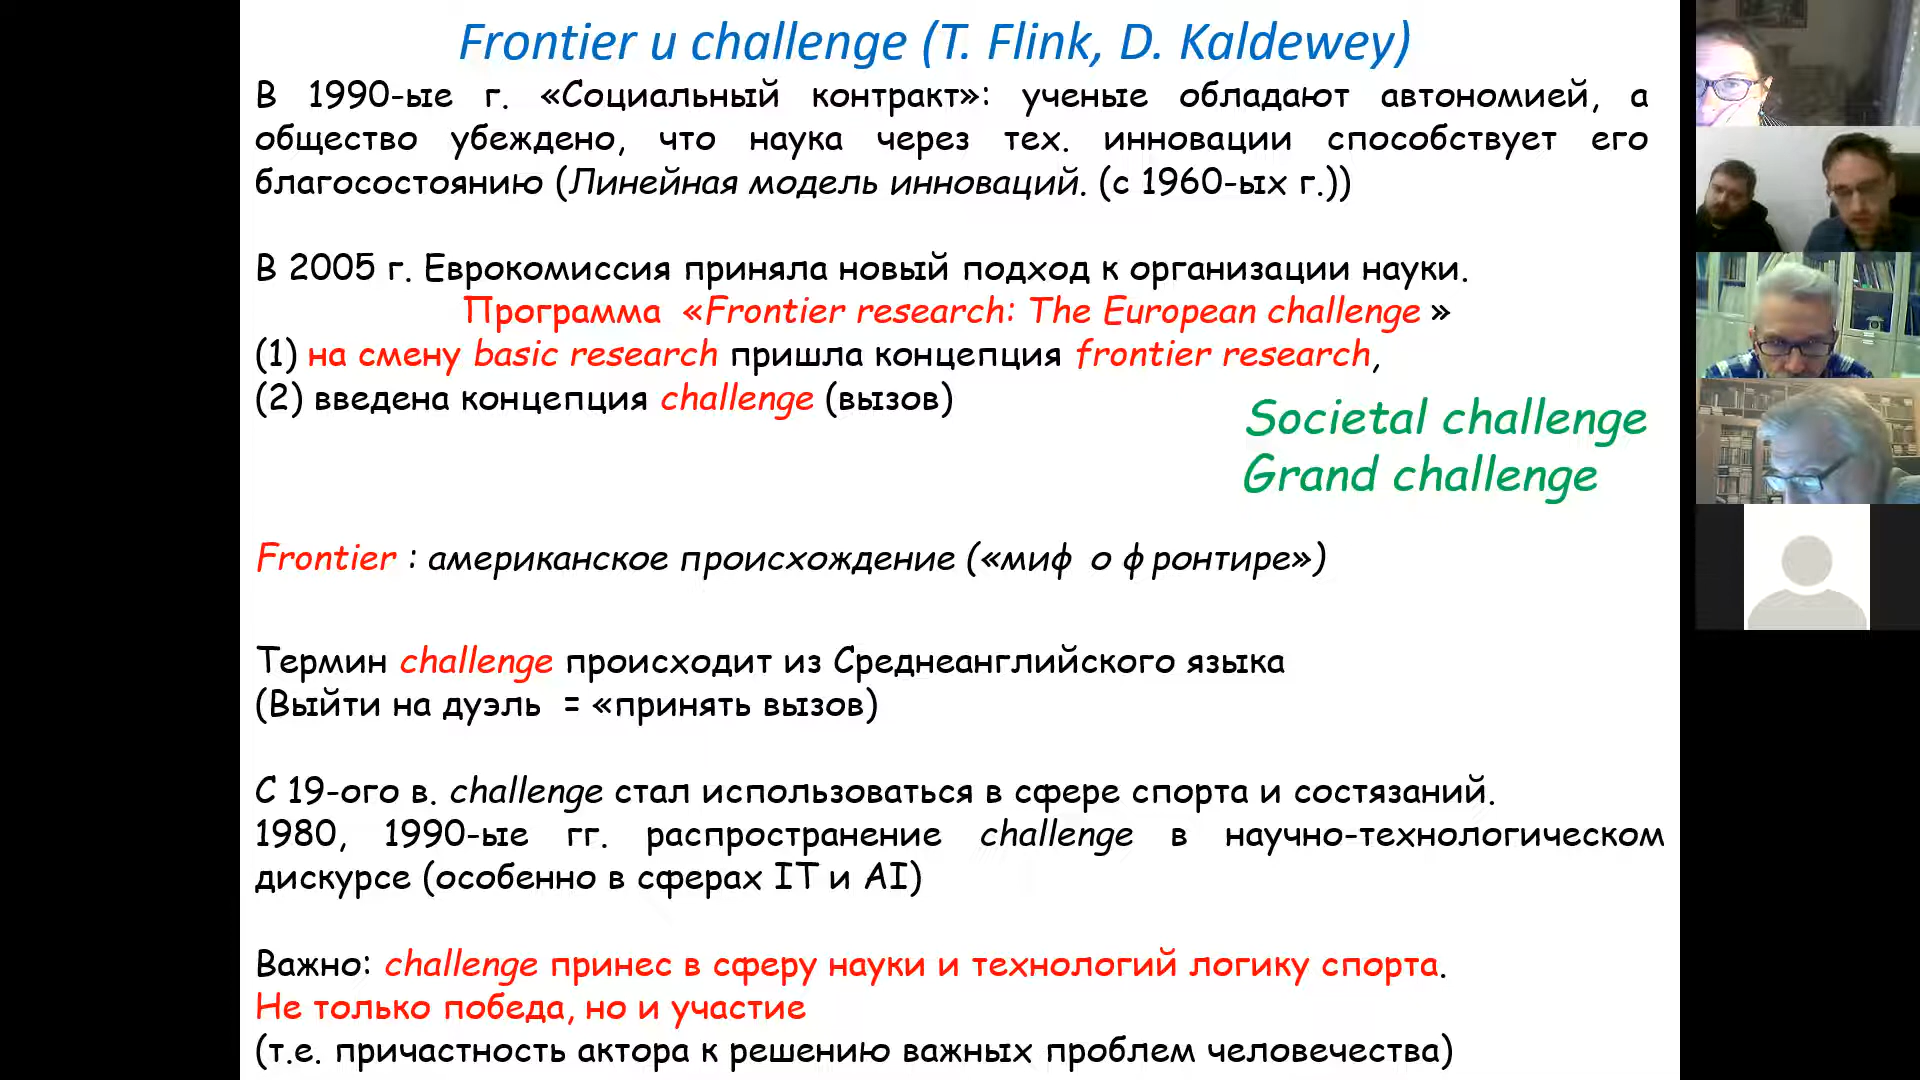 Frontier и challenge (T. Flink, D. Kaldewey)
В 1990-ые г. «Социальный контракт»: ученые обладают автономией, а
общество убеждено, что наука через тех. инновации способствует его
благосостоянию (Линейная модель инноваций. (с 1960-ых г.))
В 2005 г. Еврокомиссия приняла новый подход к организации науки.
Программа «Frontier research: The European challenge »
(1) на смену basic research пришла концепция frontier research,
(2) введена концепция challenge (вызов)
Societal challenge
Grand challenge
Frontier : американское происхождение («миф о ф ронтире»)
Термин challenge происходит из Среднеанглийского языка
(Выйти на дуэль = «принять вызов)
С 19-ого в. challenge стал использоваться в сфере спорта и состязаний.
1980, 1990-ые гг. распространение challenge в научно-технологическом
дискурсе (особенно в сферах IT и AI)
Важно: challenge принес в сферу науки и технологий логику спорта.
Не только победа, но и участие
(т.е. причастность актора к решению важных проблем человечества)